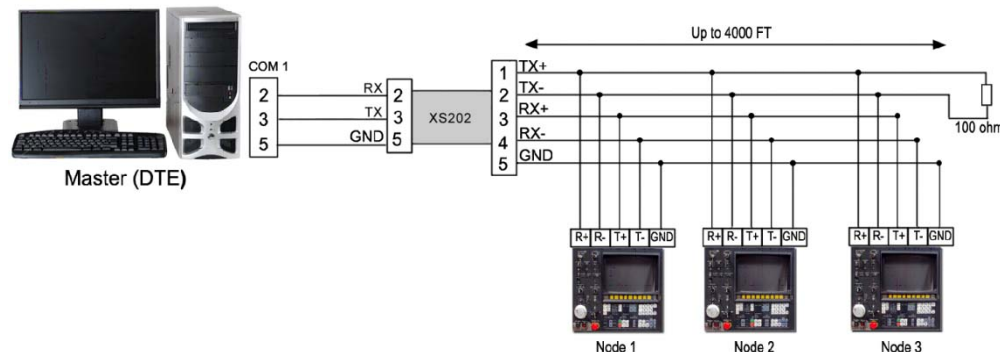 Up to 4000 FT
COM 1
2
3
5
RX
TX
GND
2
3
5
XS202
1
2
3
4
5
TX+
TX-
RX+
RX-
GND
100 ohm
Master (DTE)
R+ R- T+ T- GND
R+ R- T+ T- GND
R+ R- T+ T- GND
Node 1
Node 2
Node 3